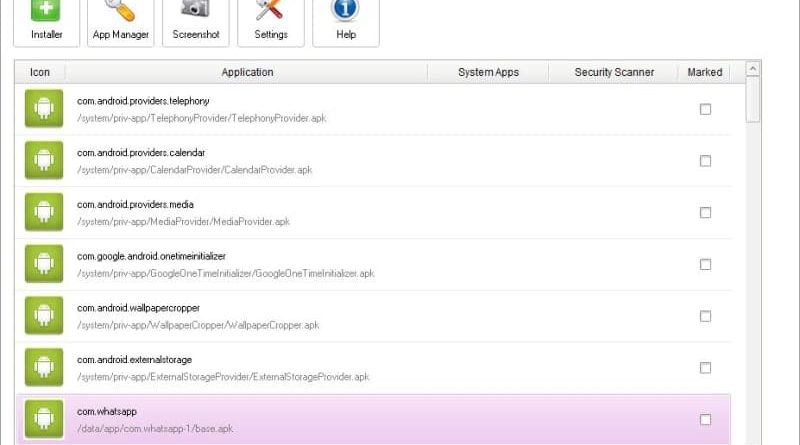 Installer
App Manager
Screenshot
Settings
Help
Icon
Application
System Apps
Security Scanner
Marked
com.android.providers.telephony
/system/priv-app/TelephonyProvider/TelephonyProvider.apk
com.android.providers.calendar
/system/priv-app/CalendarProvider/CalendarProvider.apk
com.android.providers.media
/system/priv-app/MediaProvider/MediaProvider.apk
com.google.android.onetimeinitializer
/system/priv-app/GoogleOneTimeInitializer/GoogleOneTimeInitializer.apk
com.android.wallpapercropper
/system/priv-app/WallpaperCropper/WallpaperCropper.apk
com.android.externalstorage
/system/priv-app/ExternalStorageProvider/ExternalStorageProvider.apk
com.whatsapp
/data/app/com.whatsapp-1/base.apk